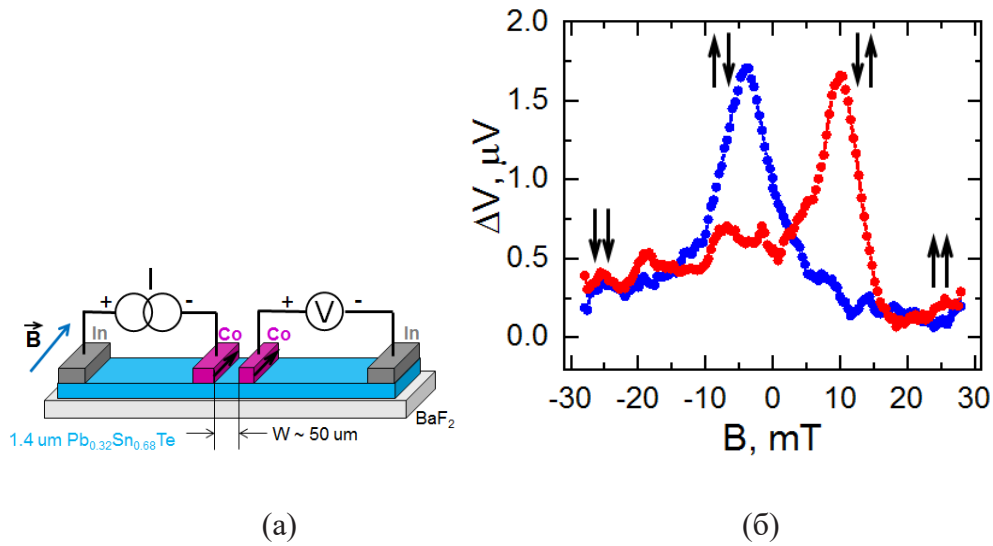 I
+ -
+ V -
B
In
Co
Co
In
BaF2
1.4 um Pb0.32Sn0.68Te
W ~ 50 um
(а)
2.0
1.5
1.0
0.5
0.0
ΔV, μV
-30 -20 -10 0 10 20 30
B, mT
(б)